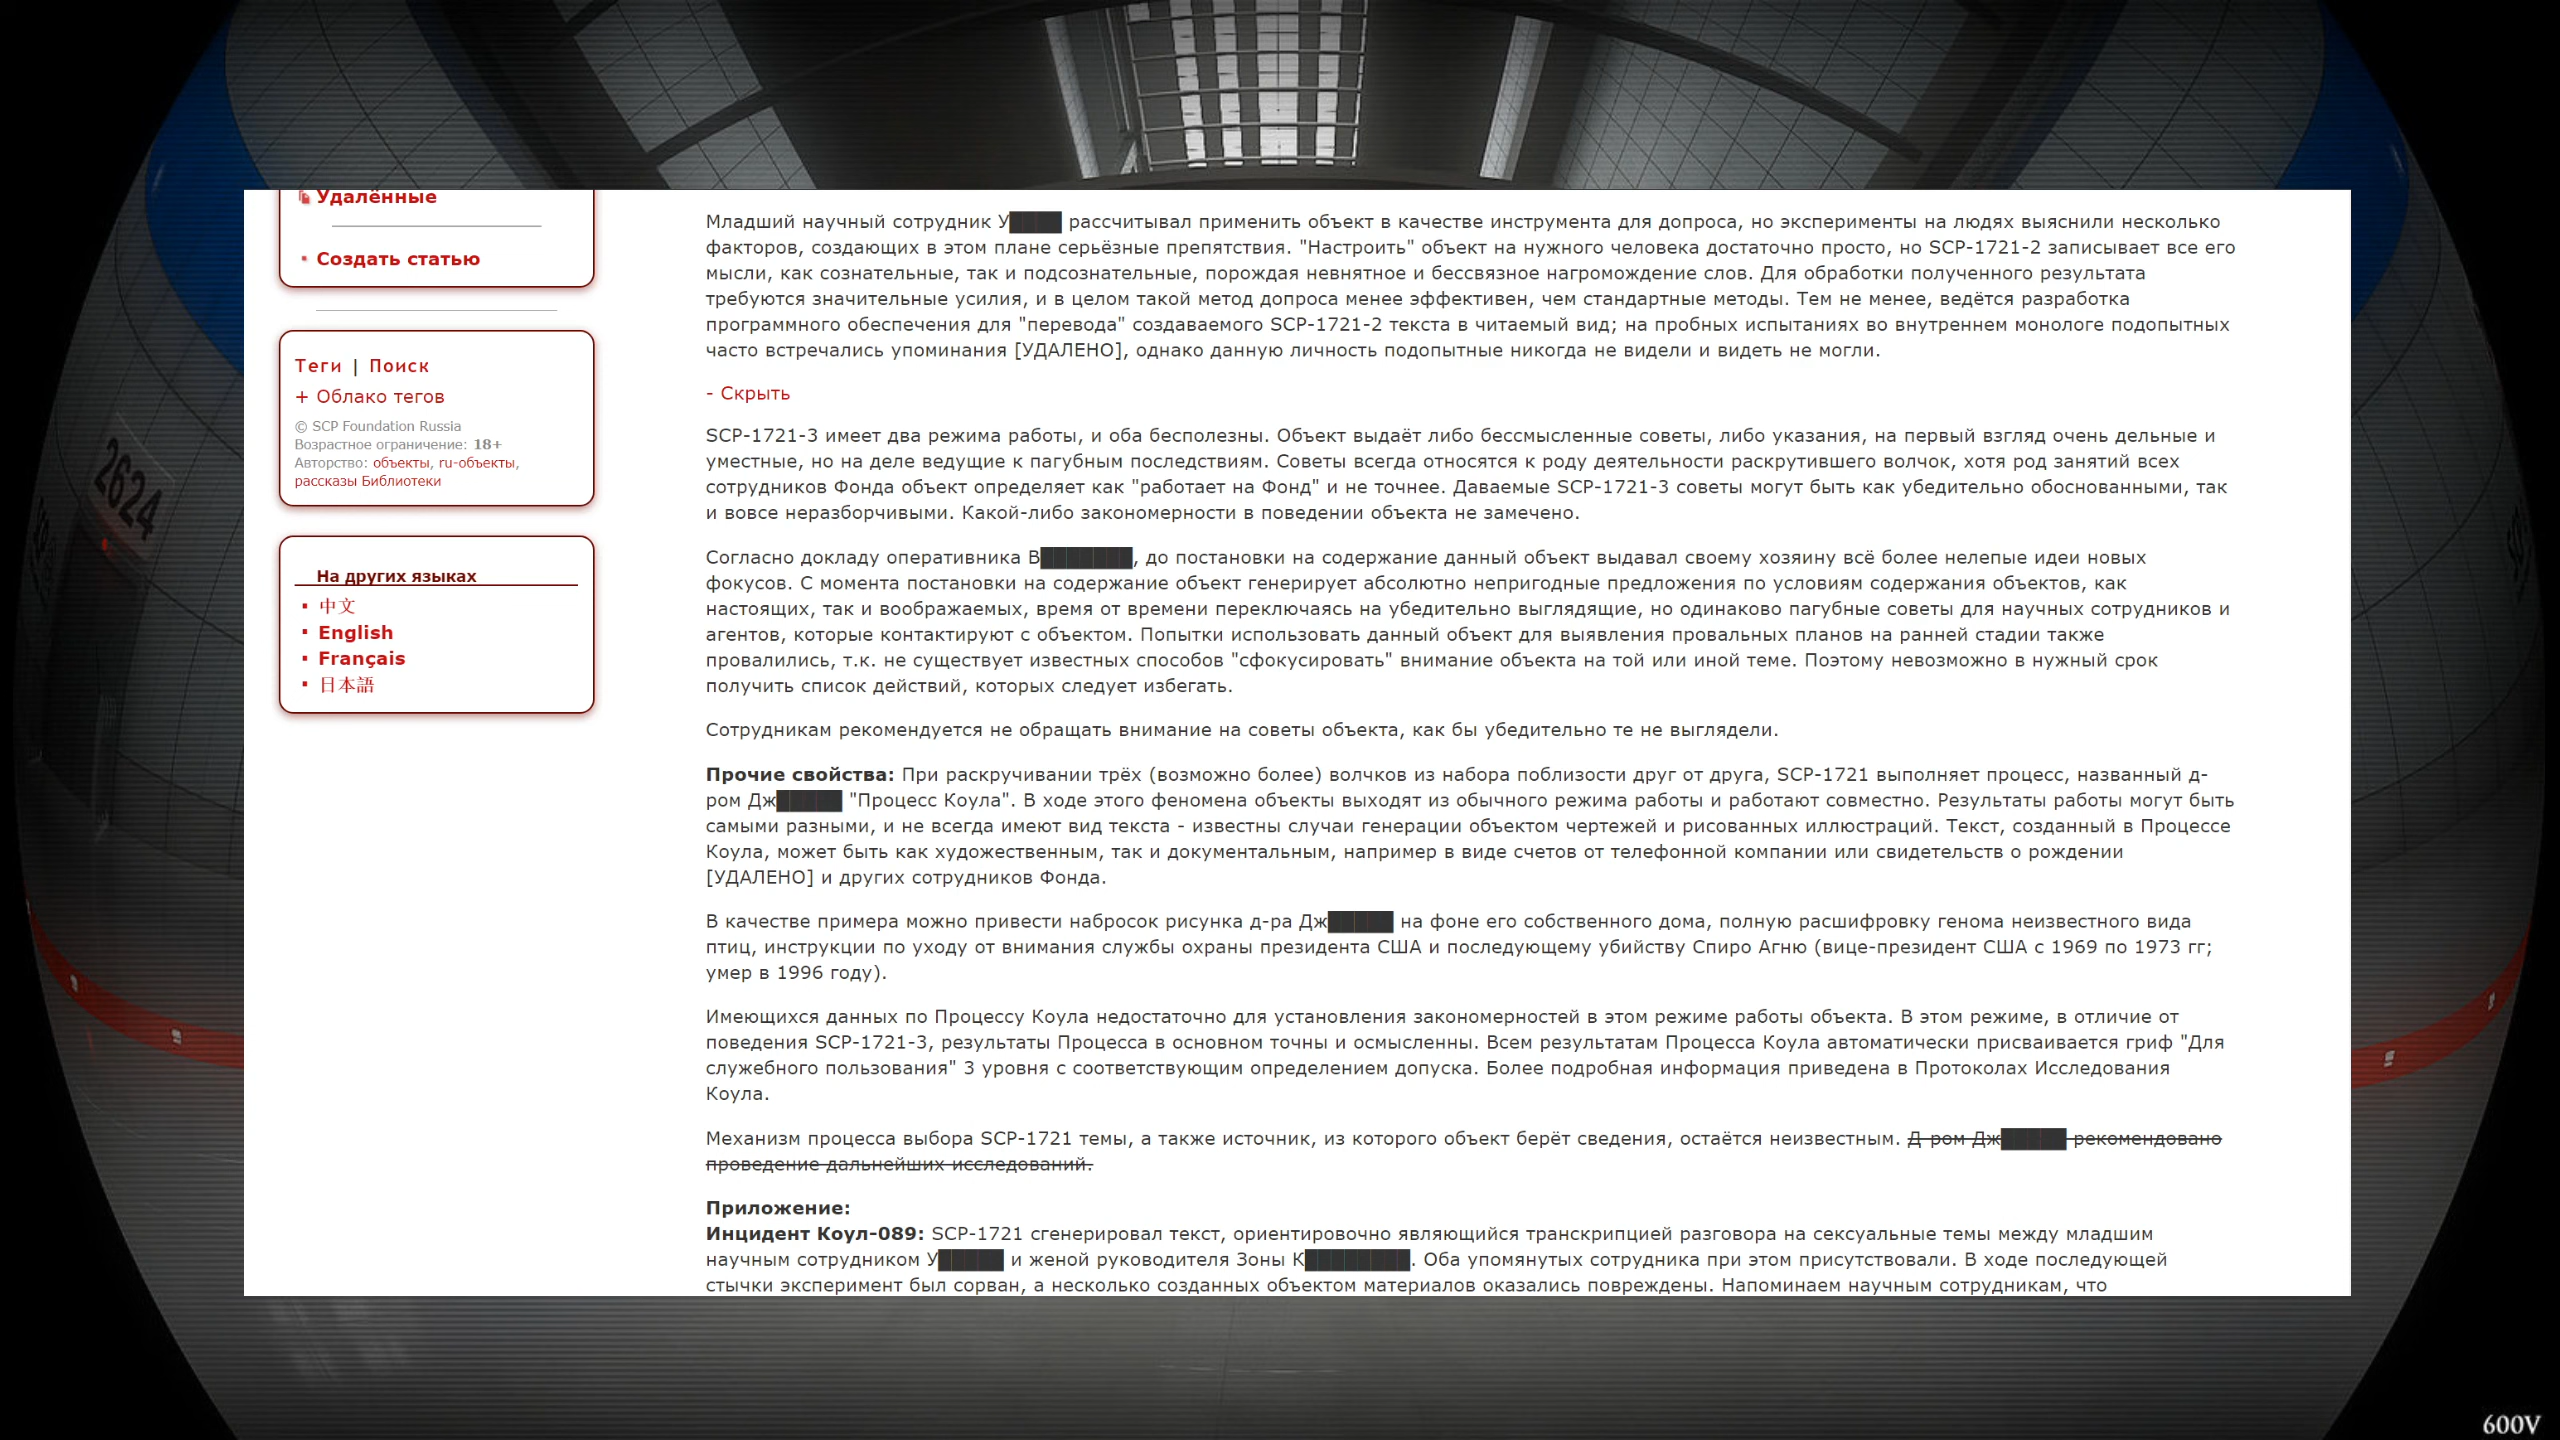 Удалённые
Создать статью
Теги | Поиск
+ Облако тегов
© SCP Foundation Russia
Возрастное ограничение: 18+
Авторство: объекты, ru-объекты,
рассказы Библиотеки
На других языках
中文
English
Français
日本語
Младший научный сотрудник У████ рассчитывал применить объект в качестве инструмента для допроса, но эксперименты на людях выяснили несколько
факторов, создающих в этом плане серьёзные препятствия. "Настроить" объект на нужного человека достаточно просто, но SCP-1721-2 записывает все его
мысли, как сознательные, так и подсознательные, порождая невнятное и бессвязное нагромождение слов. Для обработки полученного результата
требуются значительные усилия, и в целом такой метод допроса менее эффективен, чем стандартные методы. Тем не менее, ведётся разработка
программного обеспечения для "перевода" создаваемого SCP-1721-2 текста в читаемый вид; на пробных испытаниях во внутреннем монологе подопытных
часто встречались упоминания [УДАЛЕНО], однако данную личность подопытные никогда не видели и видеть не могли.
- Скрыть
SCP-1721-3 имеет два режима работы, и оба бесполезны. Объект выдаёт либо бессмысленные советы, либо указания, на первый взгляд очень дельные и
уместные, но на деле ведущие к пагубным последствиям. Советы всегда относятся к роду деятельности раскрутившего волчок, хотя род занятий всех
сотрудников Фонда объект определяет как "работает на Фонд" и не точнее. Даваемые SCP-1721-3 советы могут быть как убедительно обоснованными, так
и вовсе неразборчивыми. Какой-либо закономерности в поведении объекта не замечено.
Согласно докладу оперативника В███████, до постановки на содержание данный объект выдавал своему хозяину всё более нелепые идеи новых
фокусов. С момента постановки на содержание объект генерирует абсолютно непригодные предложения по условиям содержания объектов, как
настоящих, так и воображаемых, время от времени переключаясь на убедительно выглядящие, но одинаково пагубные советы для научных сотрудников и
агентов, которые контактируют с объектом. Попытки использовать данный объект для выявления провальных планов на ранней стадии также
провалились, т.к. не существует известных способов "сфокусировать" внимание объекта на той или иной теме. Поэтому невозможно в нужный срок
получить список действий, которых следует избегать.
Сотрудникам рекомендуется не обращать внимание на советы объекта, как бы убедительно те не выглядели.
Прочие свойства: При раскручивании трёх (возможно более) волчков из набора поблизости друг от друга, SCP-1721 выполняет процесс, названный д-
ром Дж█████ "Процесс Коула". В ходе этого феномена объекты выходят из обычного режима работы и работают совместно. Результаты работы могут быть
самыми разными, и не всегда имеют вид текста - известны случаи генерации объектом чертежей и рисованных иллюстраций. Текст, созданный в Процессе
Коула, может быть как художественным, так и документальным, например в виде счетов от телефонной компании или свидетельств о рождении
[УДАЛЕНО] и других сотрудников Фонда.
В качестве примера можно привести набросок рисунка д-ра Дж█████ на фоне его собственного дома, полную расшифровку генома неизвестного вида
птиц, инструкции по уходу от внимания службы охраны президента США и последующему убийству Спиро Агню (вице-президент США с 1969 по 1973 гг;
умер в 1996 году).
Имеющихся данных по Процессу Коула недостаточно для установления закономерностей в этом режиме работы объекта. В этом режиме, в отличие от
поведения SCP-1721-3, результаты Процесса в основном точны и осмысленны. Всем результатам Процесса Коула автоматически присваивается гриф "Для
служебного пользования" 3 уровня с соответствующим определением допуска. Более подробная информация приведена в Протоколах Исследования
Коула.
Механизм процесса выбора SCP-1721 темы, а также источник, из которого объект берёт сведения, остаётся неизвестным. Д-ром Дж█████ рекомендовано
проведение дальнейших исследований.
Приложение:
Инцидент Коул-089: SCP-1721 сгенерировал текст, ориентировочно являющийся транскрипцией разговора на сексуальные темы между младшим
научным сотрудником У█████ и женой руководителя Зоны К████████. Оба упомянутых сотрудника при этом присутствовали. В ходе последующей
стычки эксперимент был сорван, а несколько созданных объектом материалов оказались повреждены. Напоминаем научным сотрудникам, что
2624
600V